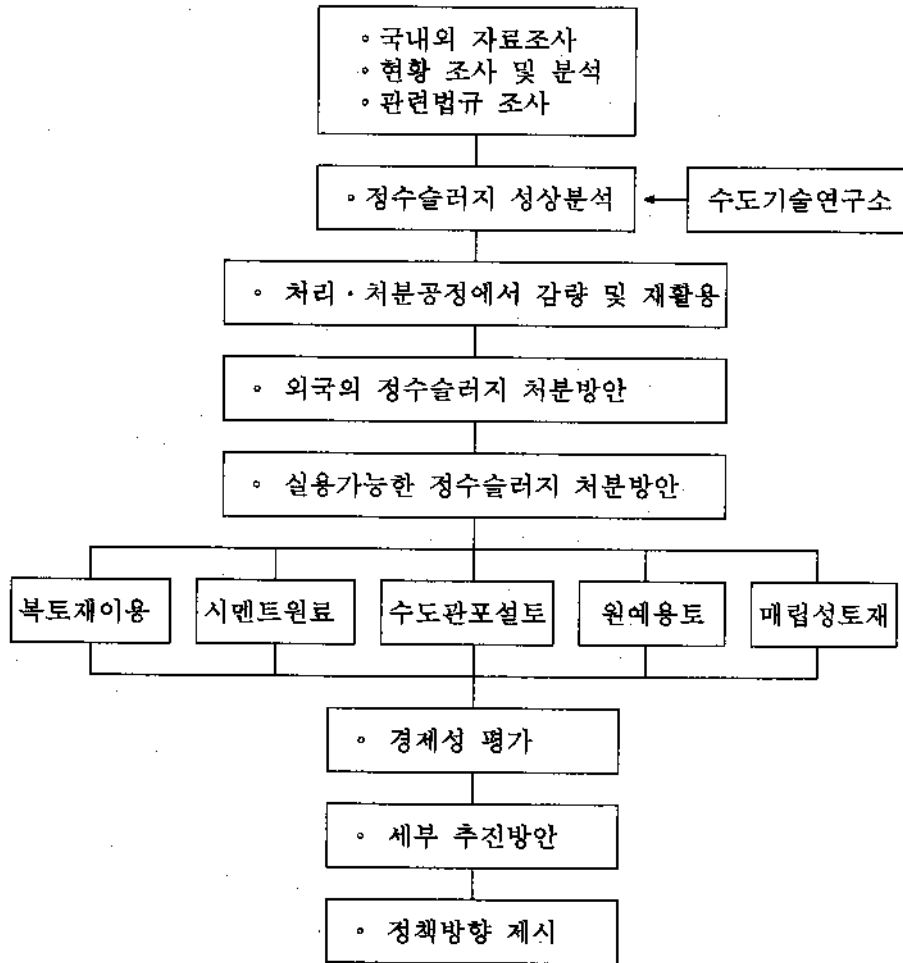 ◦ 국내외 자료조사
◦ 현황 조사 및 분석
◦ 관련법규 조사
◦ 정수슬러지 성상분석
수도기술연구소
◦ 처리·처분공정에서 감량 및 재활용
◦ 외국의 정수슬러지 처분방안
◦ 실용가능한 정수슬러지 처분방안
복토재이용
시멘트원료
수도관포설토
원예용토
매립성토재
◦ 경제성 평가
◦ 세부 추진방안
◦ 정책방향 제시